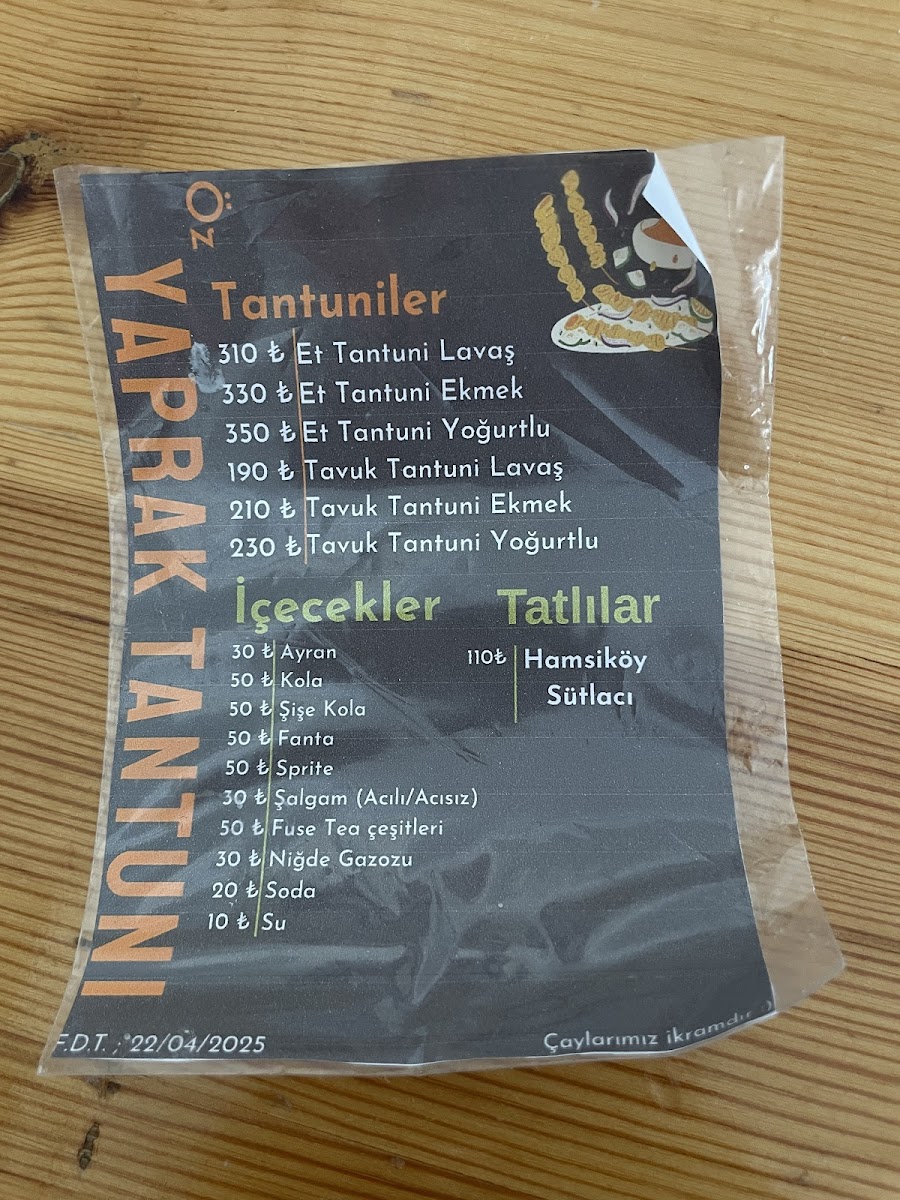 Öz
YAPRAK TANTUNI
Tantuniler
310 ₺ Et Tantuni Lavaş
330 ₺ Et Tantuni Ekmek
350 ₺ Et Tantuni Yoğurtlu
190 ₺ Tavuk Tantuni Lavaş
210 ₺ Tavuk Tantuni Ekmek
230 ₺ Tavuk Tantuni Yoğurtlu
İçecekler
30 ₺ Ayran
50 ₺ Kola
50 ₺ Şişe Kola
50 ₺ Fanta
50 ₺ Sprite
30 ₺ Şalgam (Acılı/Acısız)
50 ₺ Fuse Tea çeşitleri
30 ₺ Niğde Gazozu
20 ₺ Soda
10 ₺ Su
Tatlılar
110₺ Hamsiköy
Sütlacı
F.D.T. ; 22/04/2025
Çaylarımız ikramdır :)